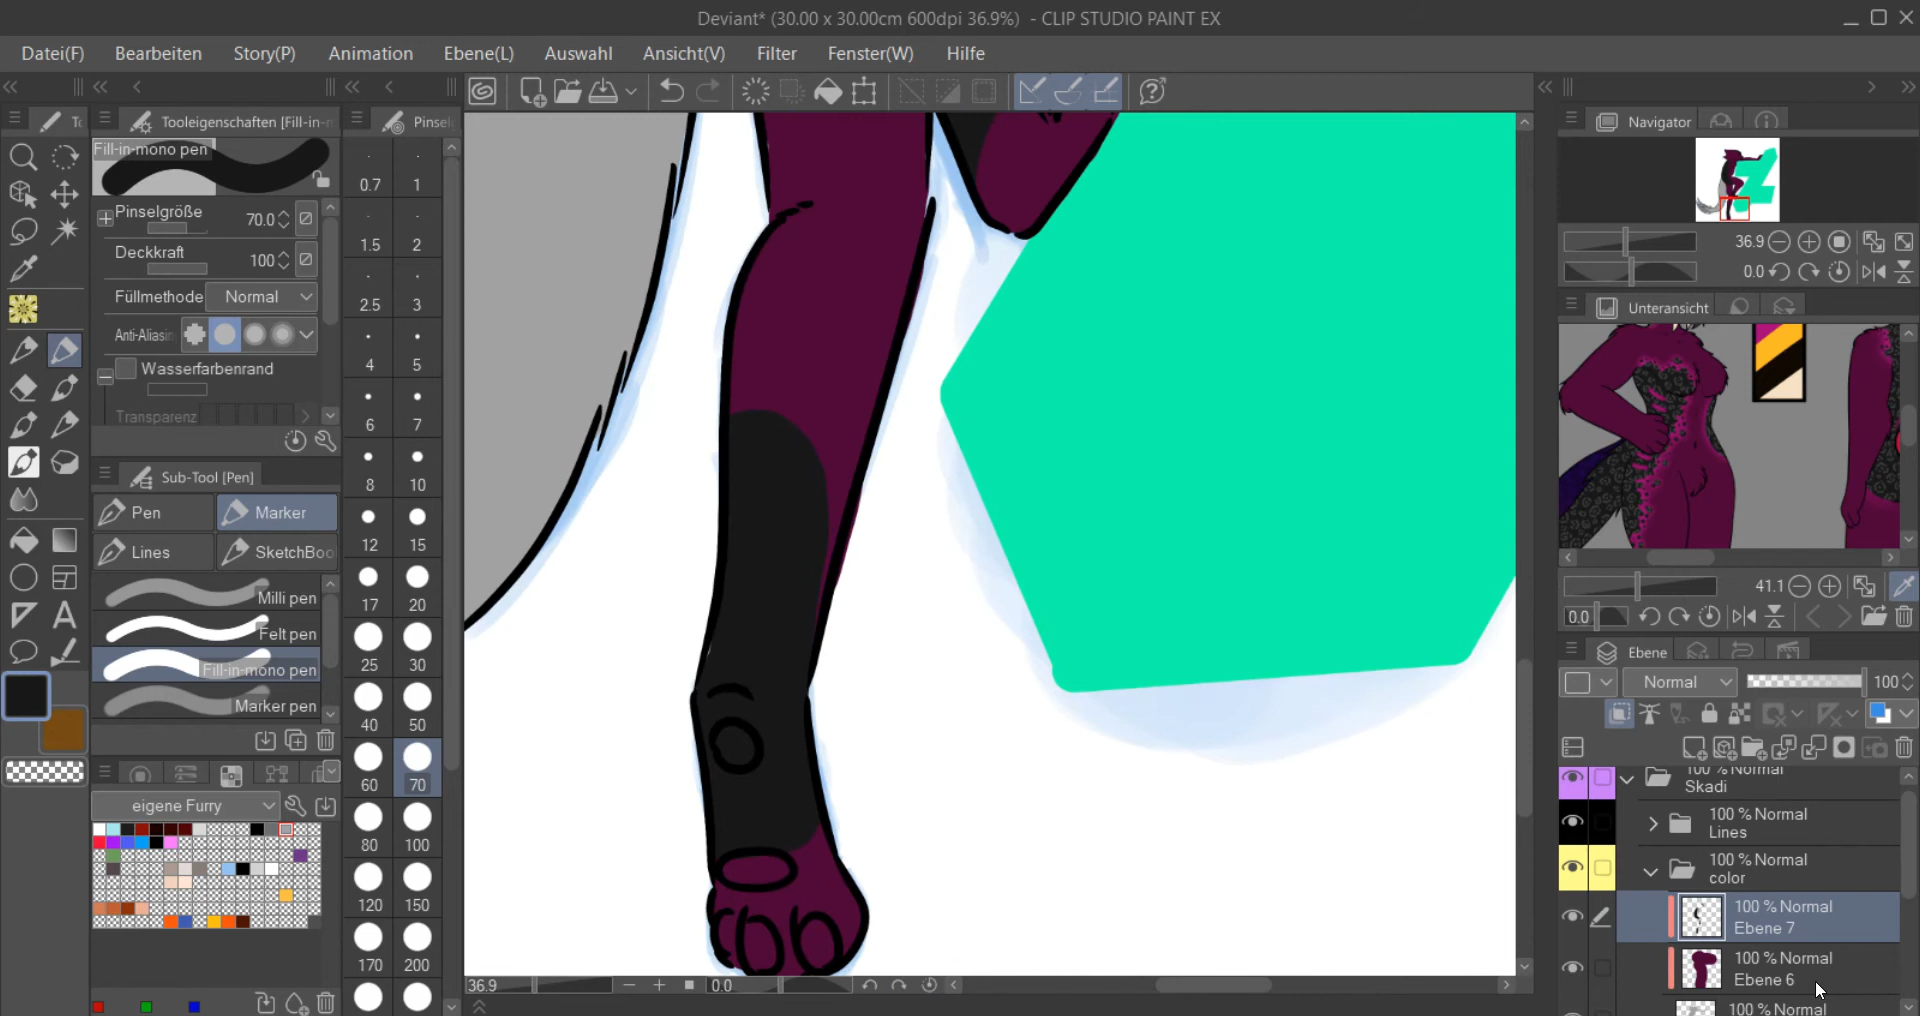 Deviant* (30.00 x 30.00cm 600dpi 36.9%) - CLIP STUDIO PAINT EX
Datei(F) Bearbeiten Story(P) Animation Ebene(L) Auswahl Ansicht(V) Filter Fenster(W) Hilfe
Tooleigenschaften [Fill-in-m
Pinsel
Fill-in-mono pen
Pinselgröße 70.0
Deckkraft 100
Füllmethode Normal
Anti-Aliasin
Wasserfarbenrand
Transparenz
Sub-Tool [Pen]
Pen Marker
Lines SketchBoo
Milli pen
Felt pen
Fill-in-mono pen
Marker pen
eigene Furry
0.7 1
1.5 2
2.5 3
4 5
6 7
8 10
12 15
17 20
25 30
40 50
60 70
80 100
120 150
170 200
36.9 0.0
Navigator
36.9
0.0
Unteransicht
41.1
0.0
Ebene
Normal 100
100 % Normal
Skadi
100 % Normal
Lines
100 % Normal
color
100 % Normal
Ebene 7
100 % Normal
Ebene 6
100 % Normal